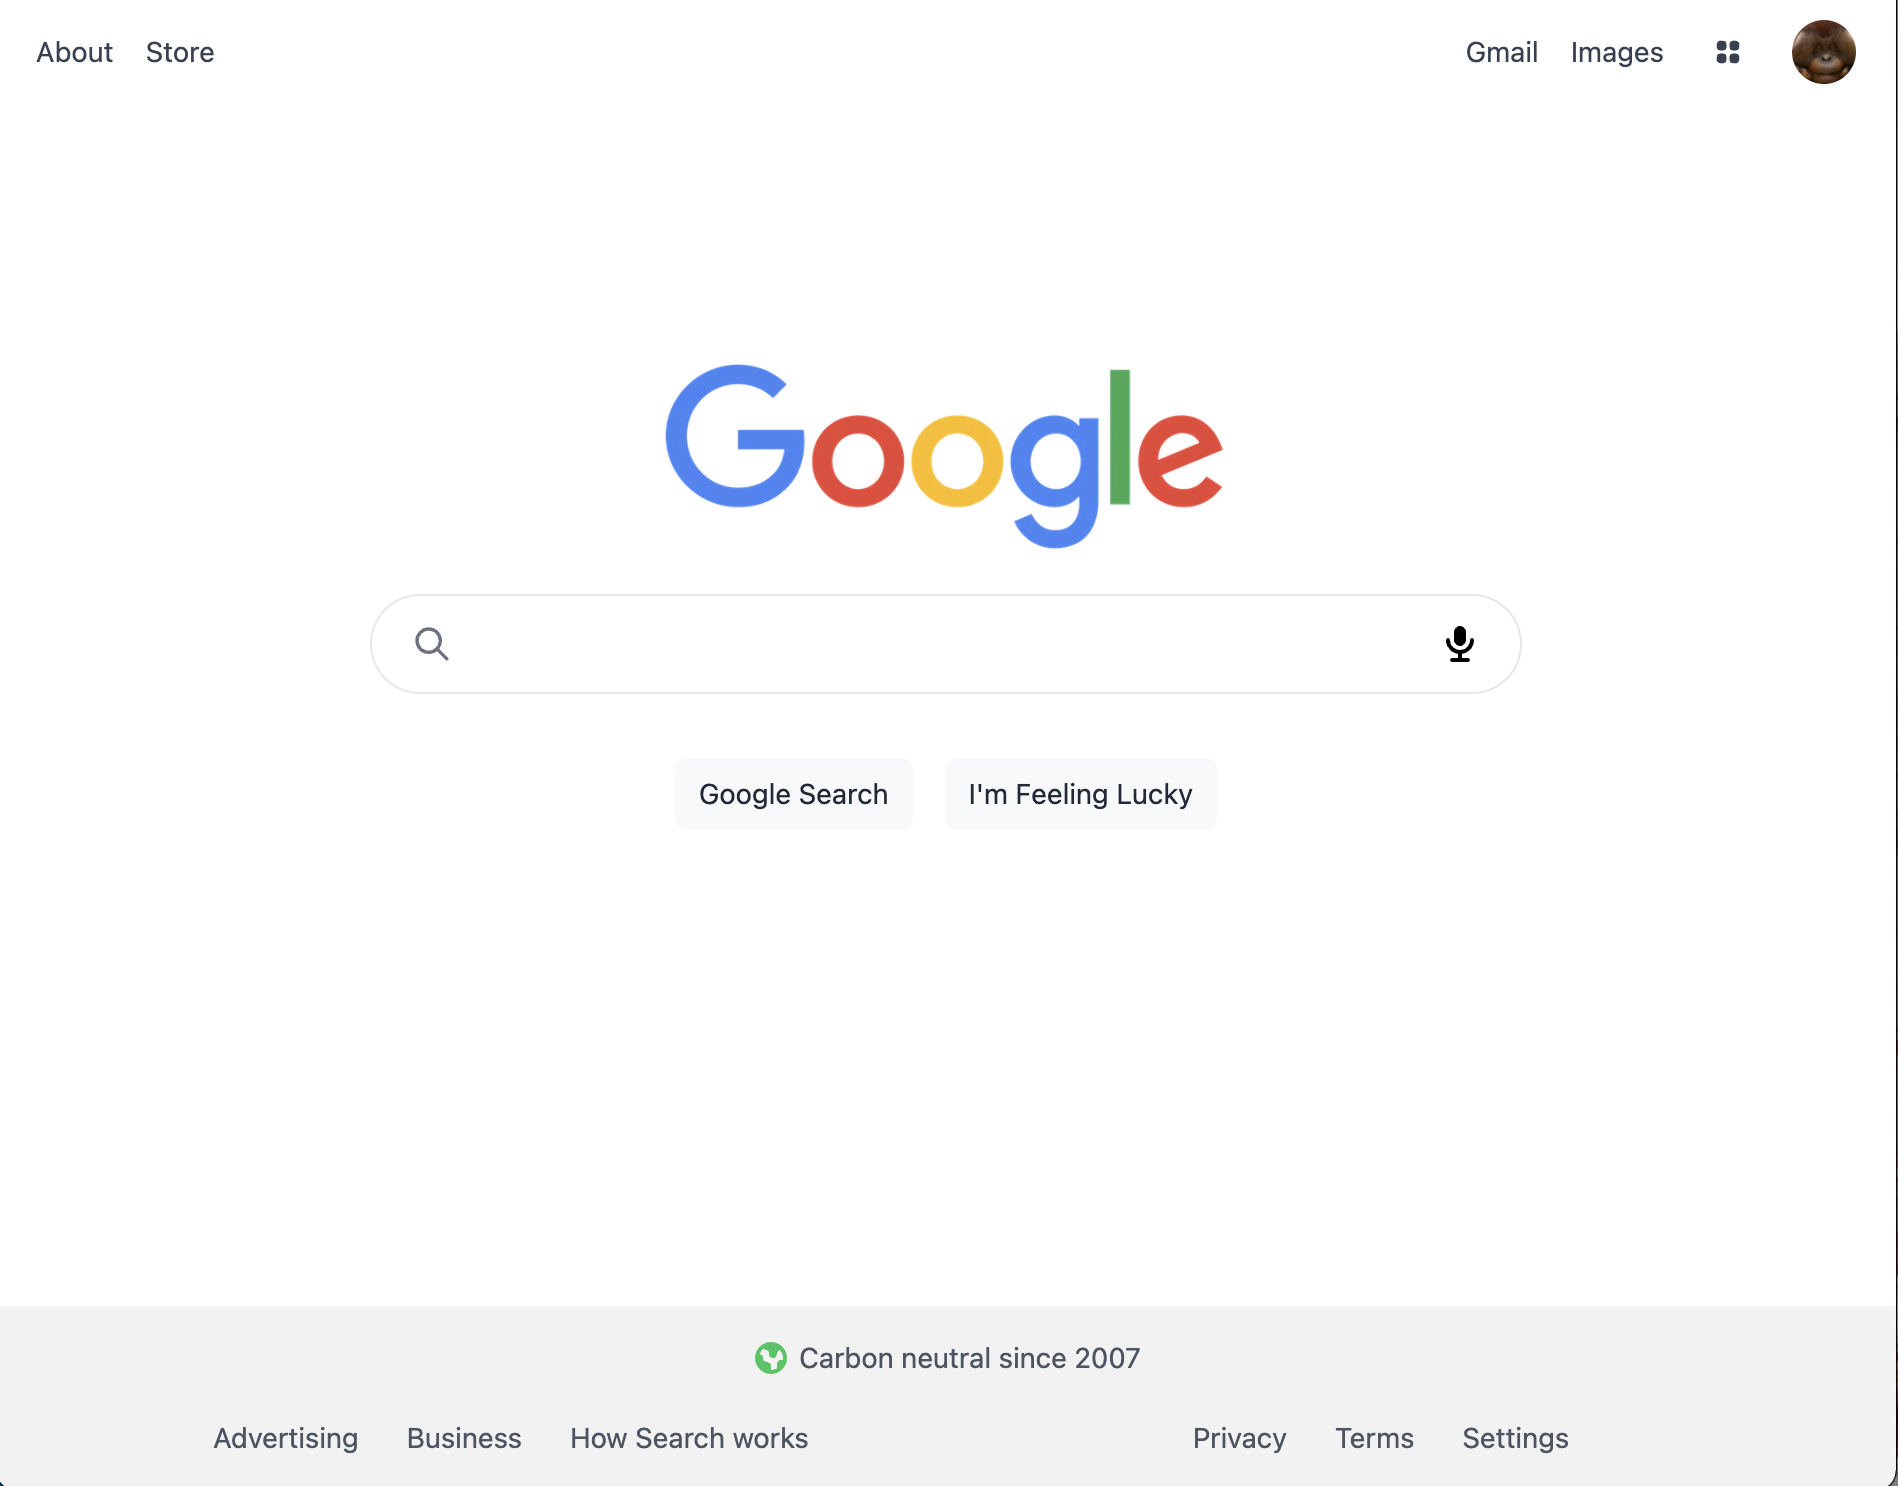 About Store Gmail Images
Google
Google Search I'm Feeling Lucky
Carbon neutral since 2007
Advertising Business How Search works Privacy Terms Settings